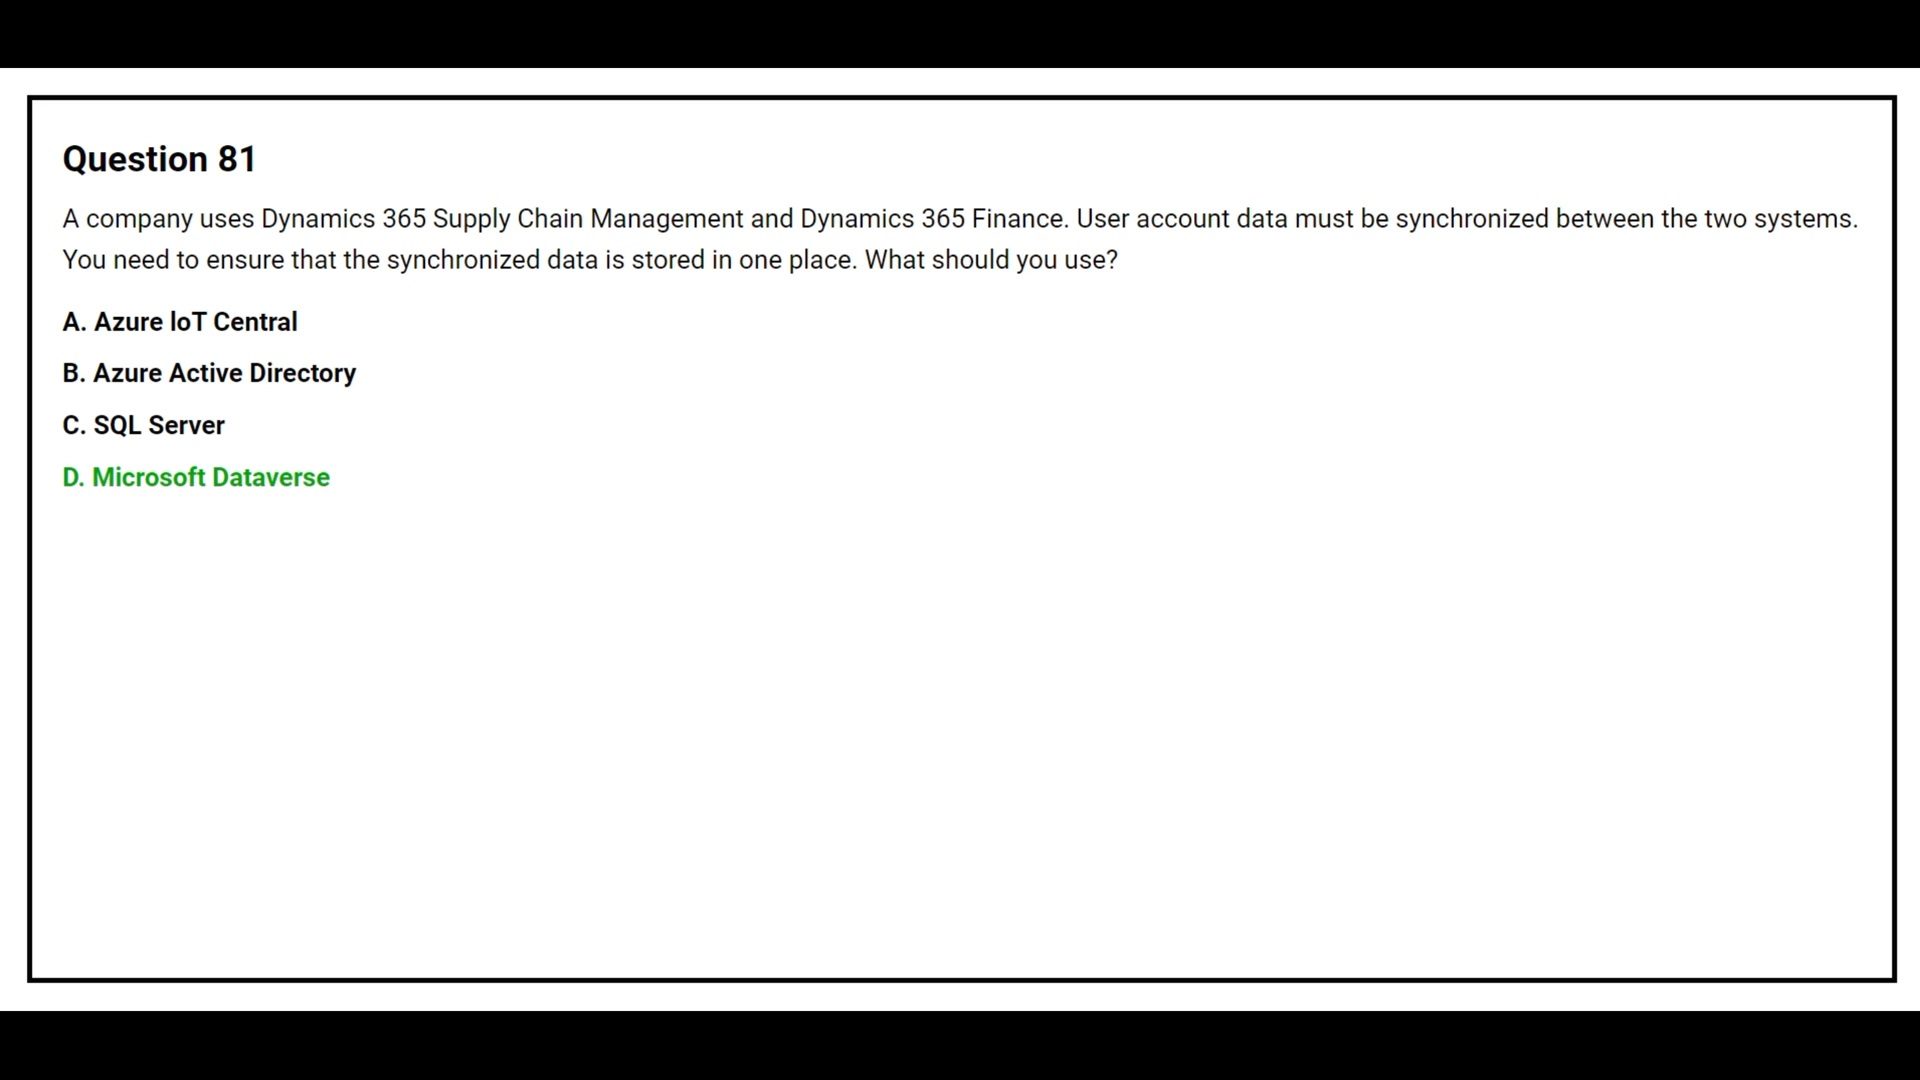 Question 81
A company uses Dynamics 365 Supply Chain Management and Dynamics 365 Finance. User account data must be synchronized between the two systems.
You need to ensure that the synchronized data is stored in one place. What should you use?
A. Azure loT Central
B. Azure Active Directory
C. SQL Server
D. Microsoft Dataverse